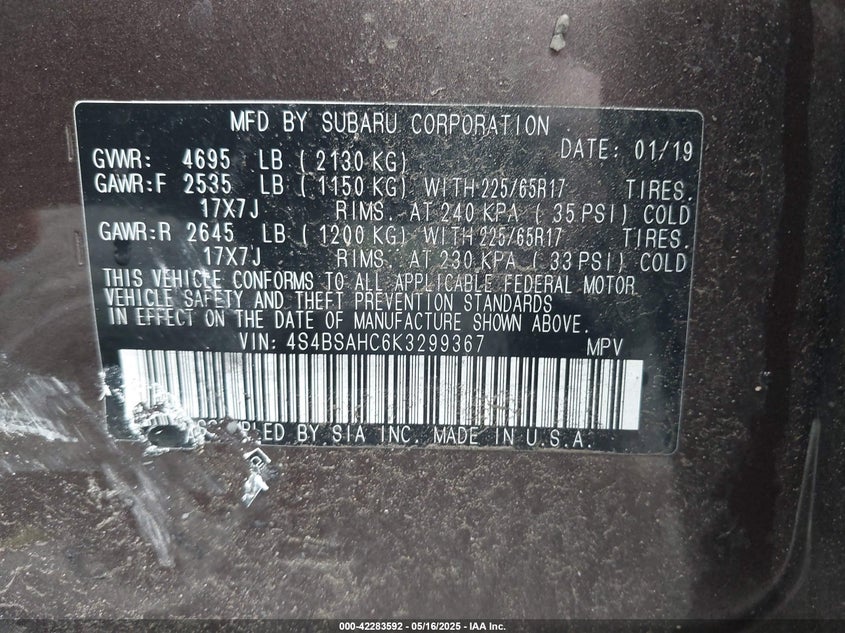 MFD BY SUBARU CORPORATION
DATE: 01/19
GVWR: 4695 LB ( 2130 KG)
GAWR:F 2535 LB ( 1150 KG) WITH 225/65R17 TIRES.
17X7J RIMS. AT 240 KPA ( 35 PSI) COLD
GAWR:R 2645 LB ( 1200 KG) WITH 225/65R17 TIRES.
17X7J RIMS. AT 230 KPA ( 33 PSI) COLD
THIS VEHICLE CONFORMS TO ALL APPLICABLE FEDERAL MOTOR
VEHICLE SAFETY AND THEFT PREVENTION STANDARDS
IN EFFECT ON THE DATE OF MANUFACTURE SHOWN ABOVE.
VIN: 4S4BSAHC6K3299367 MPV
BY SIA INC. MADE IN U.S.A.
000-42283592 - 05/16/2025 - IAA Inc.